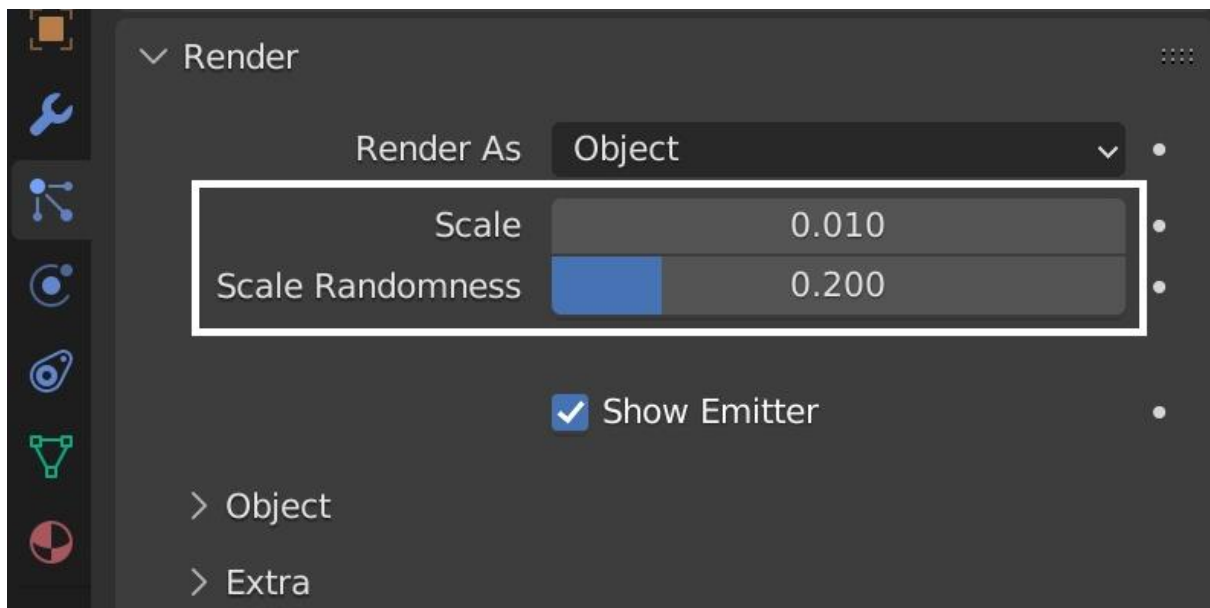 Render
Render As Object
Scale 0.010
Scale Randomness 0.200
Show Emitter
Object
Extra